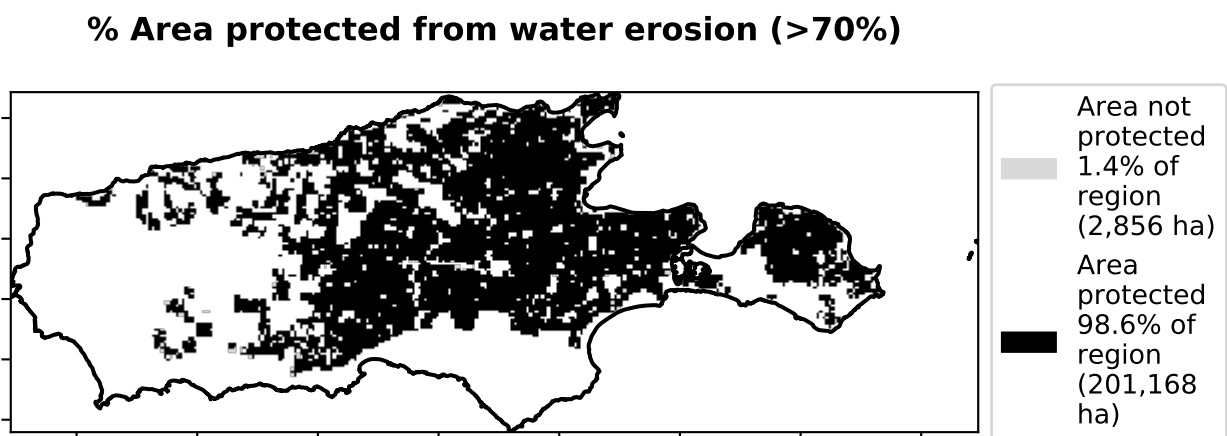 % Area protected from water erosion (>70%)
Area not
protected
1.4% of
region
(2,856 ha)
Area
protected
98.6% of
region
(201,168
ha)